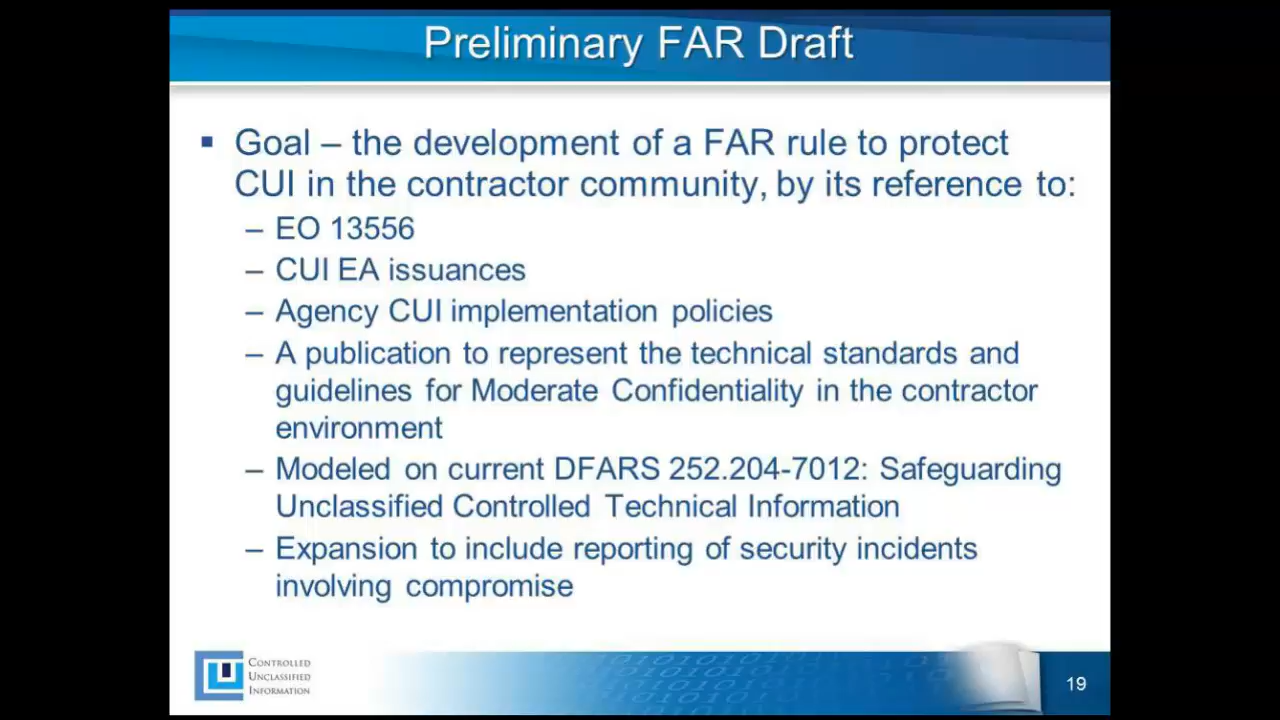 Preliminary FAR Draft
▪ Goal – the development of a FAR rule to protect
CUI in the contractor community, by its reference to:
– EO 13556
– CUI EA issuances
– Agency CUI implementation policies
– A publication to represent the technical standards and
guidelines for Moderate Confidentiality in the contractor
environment
– Modeled on current DFARS 252.204-7012: Safeguarding
Unclassified Controlled Technical Information
– Expansion to include reporting of security incidents
involving compromise
CONTROLLED
UNCLASSIFIED
INFORMATION
19